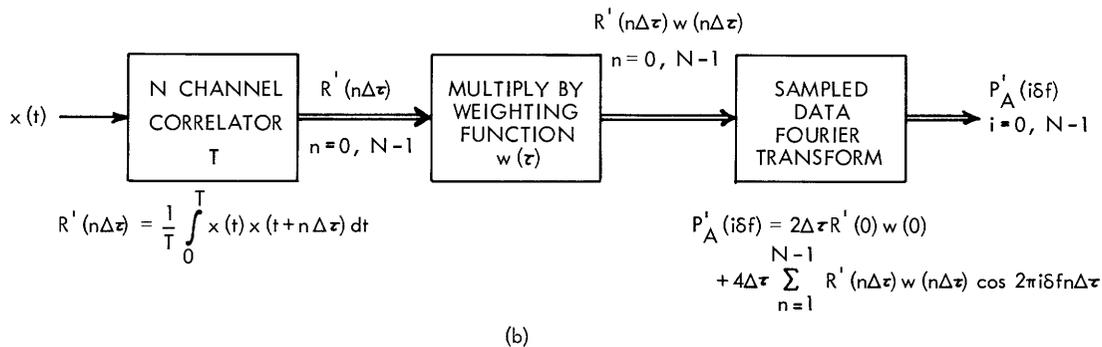 R'(nΔτ) w (nΔτ)
n = 0, N-1
x (t)
N CHANNEL
CORRELATOR
T
R'(nΔτ)
n=0, N-1
MULTIPLY BY
WEIGHTING
FUNCTION
w (τ)
SAMPLED
DATA
FOURIER
TRANSFORM
P'A (iδf)
i = 0, N-1
R'(nΔτ) = 1/T ∫0T x (t) x (t+nΔτ) dt
P'A (iδf) = 2Δτ R'(0) w (0)
+ 4Δτ N-1 Σ n=1 R'(nΔτ) w (nΔτ) cos 2πiδfnΔτ
(b)